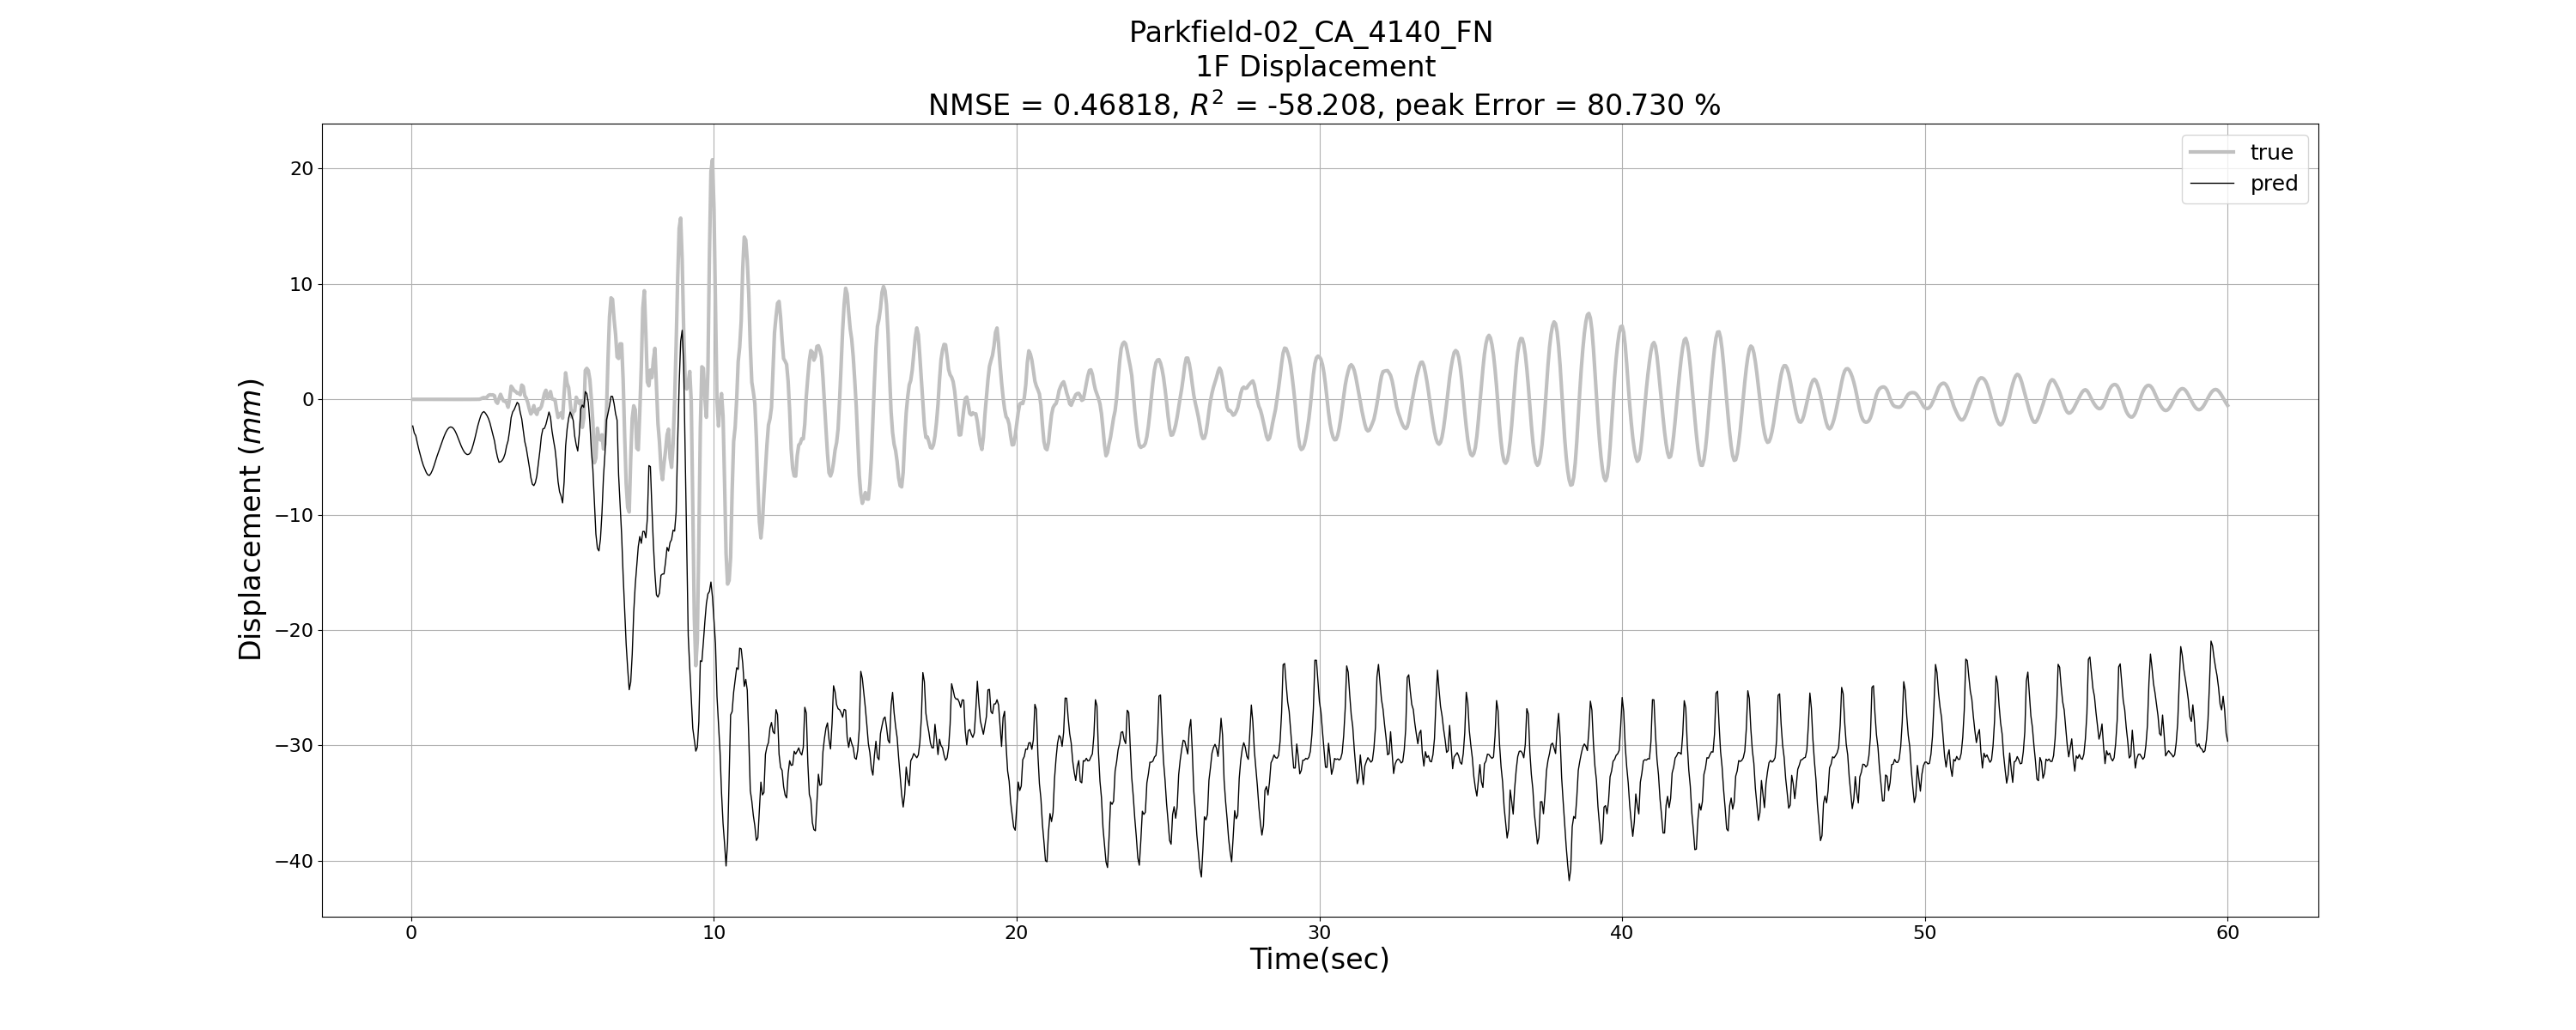 Parkfield-02_CA_4140_FN
1F Displacement
NMSE = 0.46818, R² = -58.208, peak Error = 80.730 %
true
pred
Displacement (mm)
20
10
0
−10
−20
−30
−40
0 10 20 30 40 50 60
Time(sec)